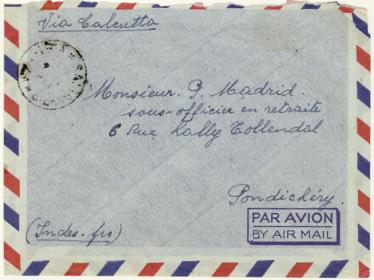 Via Calcutta
Monsieur P. Madrid
sous-officier en retraite
6 Rue Lally Tollendal
Pondichéry
(Indes-frs)
PAR AVION
BY AIR MAIL